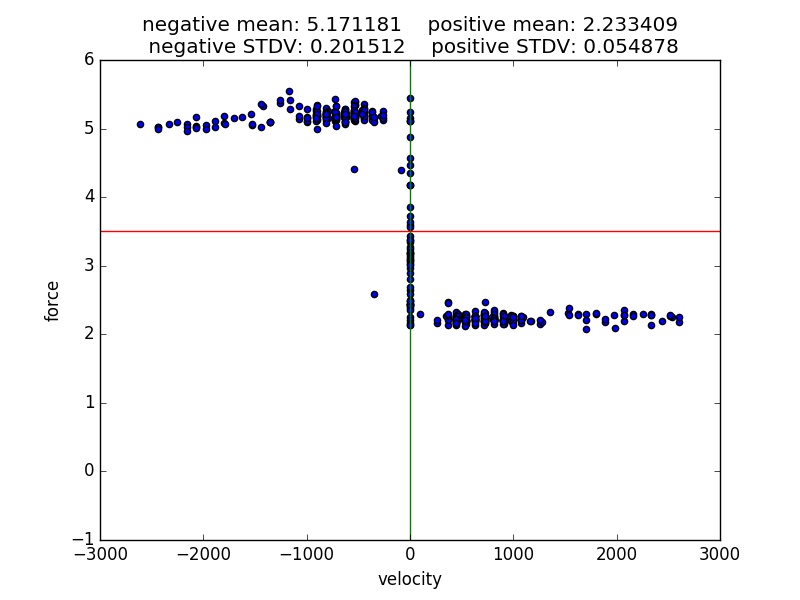 negative mean: 5.171181 positive mean: 2.233409
negative STDV: 0.201512 positive STDV: 0.054878
6
5
4
3
2
1
0
−1
force
−3000 −2000 −1000 0 1000 2000 3000
velocity